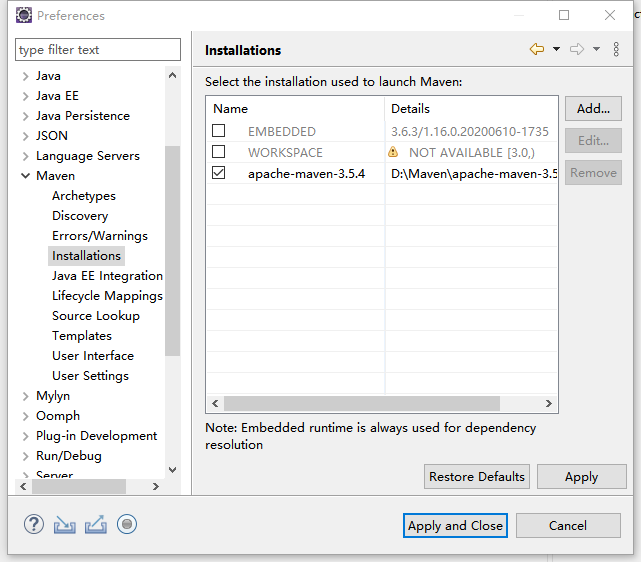 Preferences
type filter text
Java
Java EE
Java Persistence
JSON
Language Servers
Maven
Archetypes
Discovery
Errors/Warnings
Installations
Java EE Integration
Lifecycle Mappings
Source Lookup
Templates
User Interface
User Settings
Mylyn
Oomph
Plug-in Development
Run/Debug
Server
Installations
Select the installation used to launch Maven:
Name Details
EMBEDDED 3.6.3/1.16.0.20200610-1735
WORKSPACE NOT AVAILABLE [3.0,)
apache-maven-3.5.4 D:\Maven\apache-maven-3.5
Add...
Edit...
Remove
Note: Embedded runtime is always used for dependency
resolution
Restore Defaults Apply
? Apply and Close Cancel